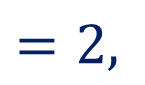 = 2,